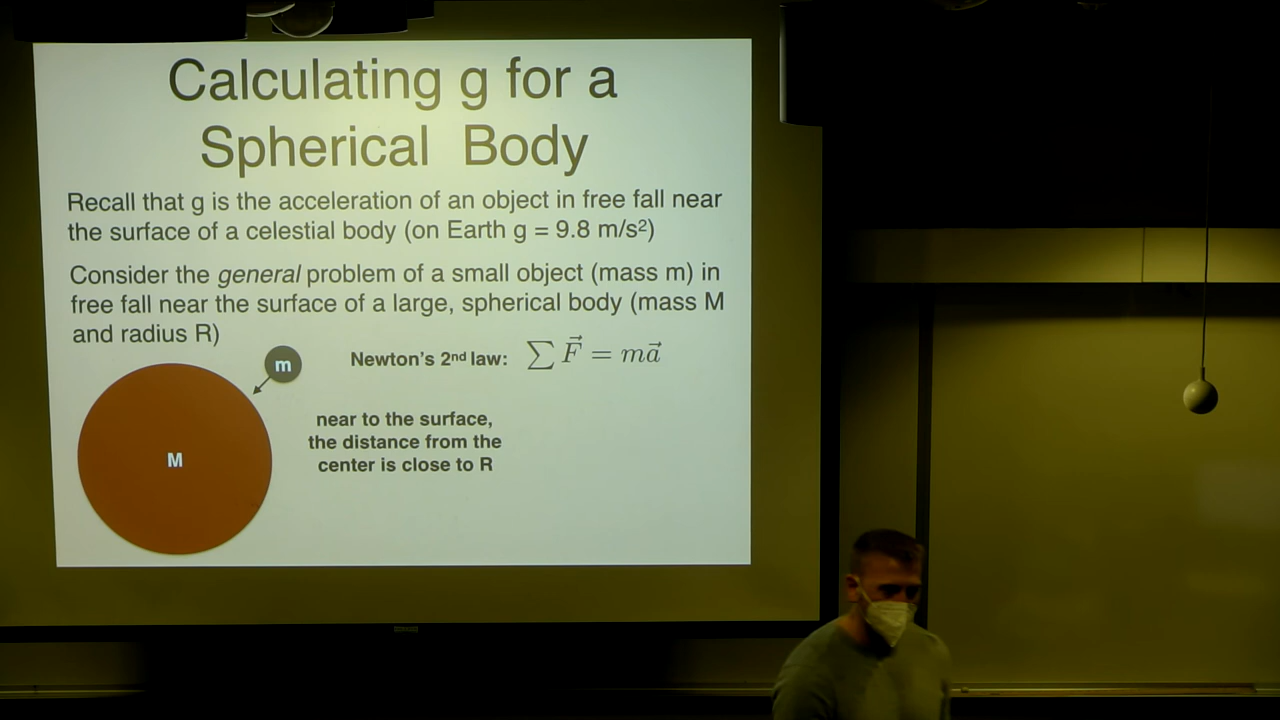 Calculating g for a
Spherical Body
Recall that g is the acceleration of an object in free fall near
the surface of a celestial body (on Earth g = 9.8 m/s²)
Consider the general problem of a small object (mass m) in
free fall near the surface of a large, spherical body (mass M
and radius R)
m
Newton's 2nd law: ∑ F⃗ = ma⃗
near to the surface,
the distance from the
center is close to R
M